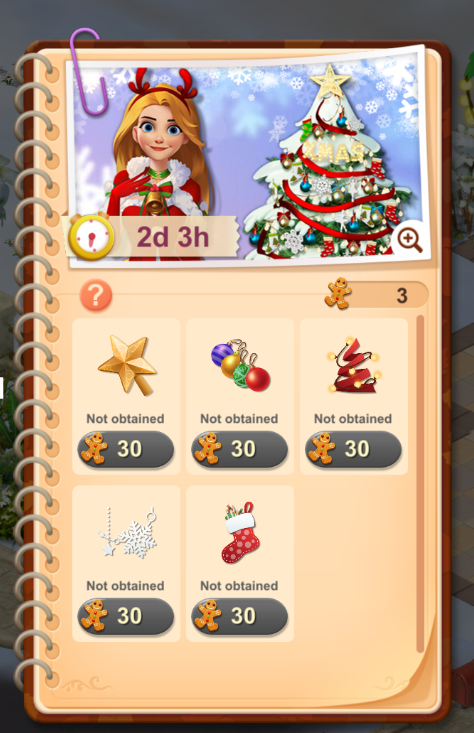 XMAS
2d 3h
?
3
Not obtained
Not obtained
Not obtained
30
30
30
Not obtained
Not obtained
30
30